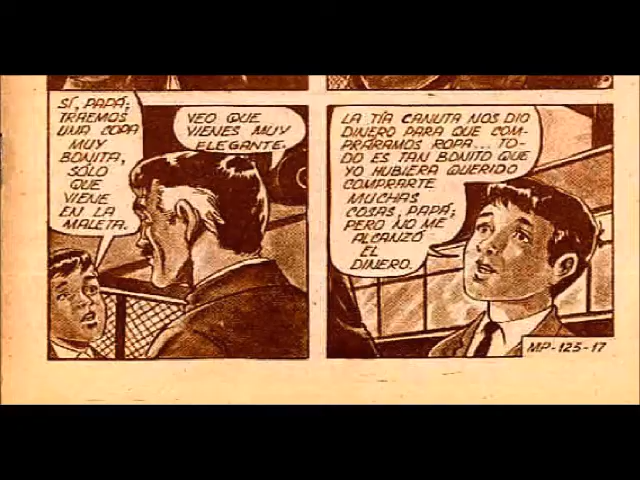 SÍ, PAPÁ;
TRAEMOS
UNA COPA
MUY
BONITA,
SÓLO
QUE
VIENE
EN LA
MALETA.
VEO QUE
VIENES MUY
ELEGANTE.
LA TÍA CANUTA NOS DIO
DINERO PARA QUE COM-
PRÁRAMOS ROPA... TO-
DO ES TAN BONITO QUE
YO HUBIERA QUERIDO
COMPRARTE
MUCHAS
COSAS, PAPÁ;
PERO NO ME
ALCANZÓ
EL
DINERO.
MP-125-17